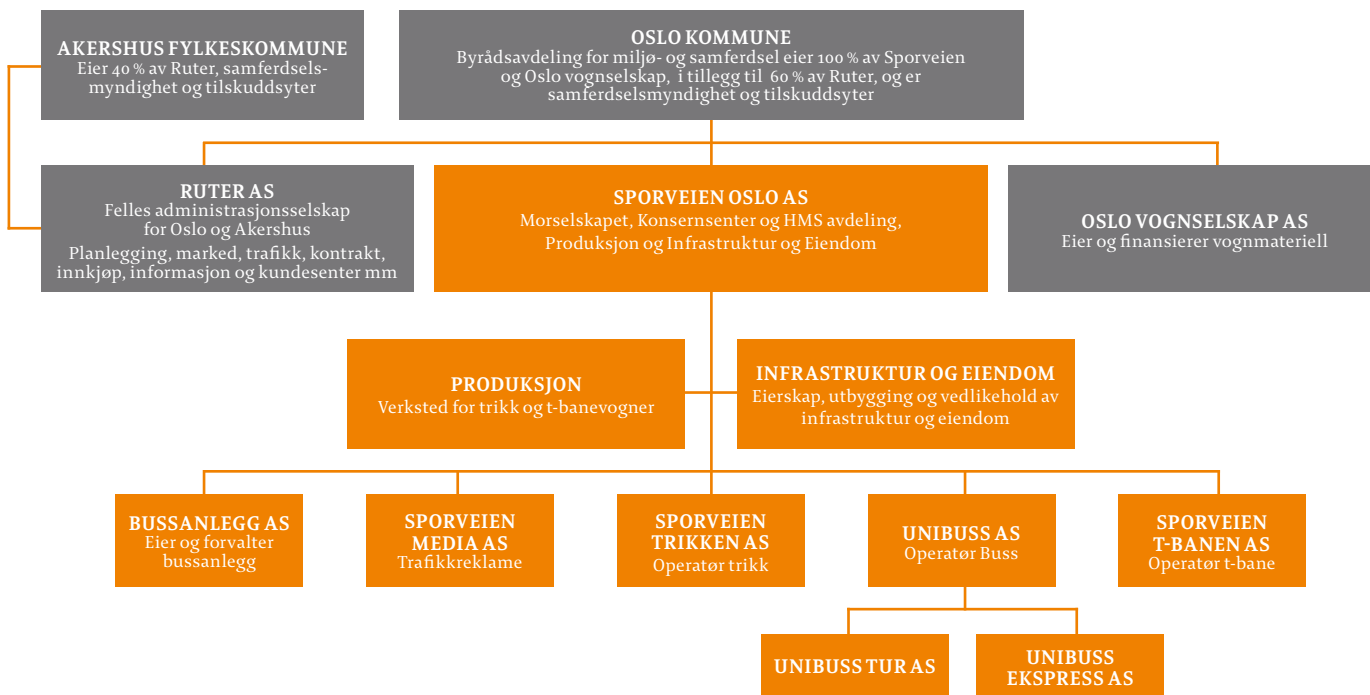 AKERSHUS FYLKESKOMMUNE
Eier 40 % av Ruter, samferdsels-
myndighet og tilskuddsyter
OSLO KOMMUNE
Byrådsavdeling for miljø- og samferdsel eier 100 % av Sporveien
og Oslo vognselskap, i tillegg til 60 % av Ruter, og er
samferdselsmyndighet og tilskuddsyter
RUTER AS
Felles administrasjonsselskap
for Oslo og Akershus
Planlegging, marked, trafikk, kontrakt,
innkjøp, informasjon og kundesenter mm
SPORVEIEN OSLO AS
Morselskapet, Konsernsenter og HMS avdeling,
Produksjon og Infrastruktur og Eiendom
OSLO VOGNSELSKAP AS
Eier og finansierer vognmateriell
PRODUKSJON
Verksted for trikk og t-banevogner
INFRASTRUKTUR OG EIENDOM
Eierskap, utbygging og vedlikehold av
infrastruktur og eiendom
BUSSANLEGG AS
Eier og forvalter
bussanlegg
SPORVEIEN
MEDIA AS
Trafikkreklame
SPORVEIEN
TRIKKEN AS
Operatør trikk
UNIBUSS AS
Operatør Buss
SPORVEIEN
T-BANEN AS
Operatør t-bane
UNIBUSS TUR AS
UNIBUSS
EKSPRESS AS